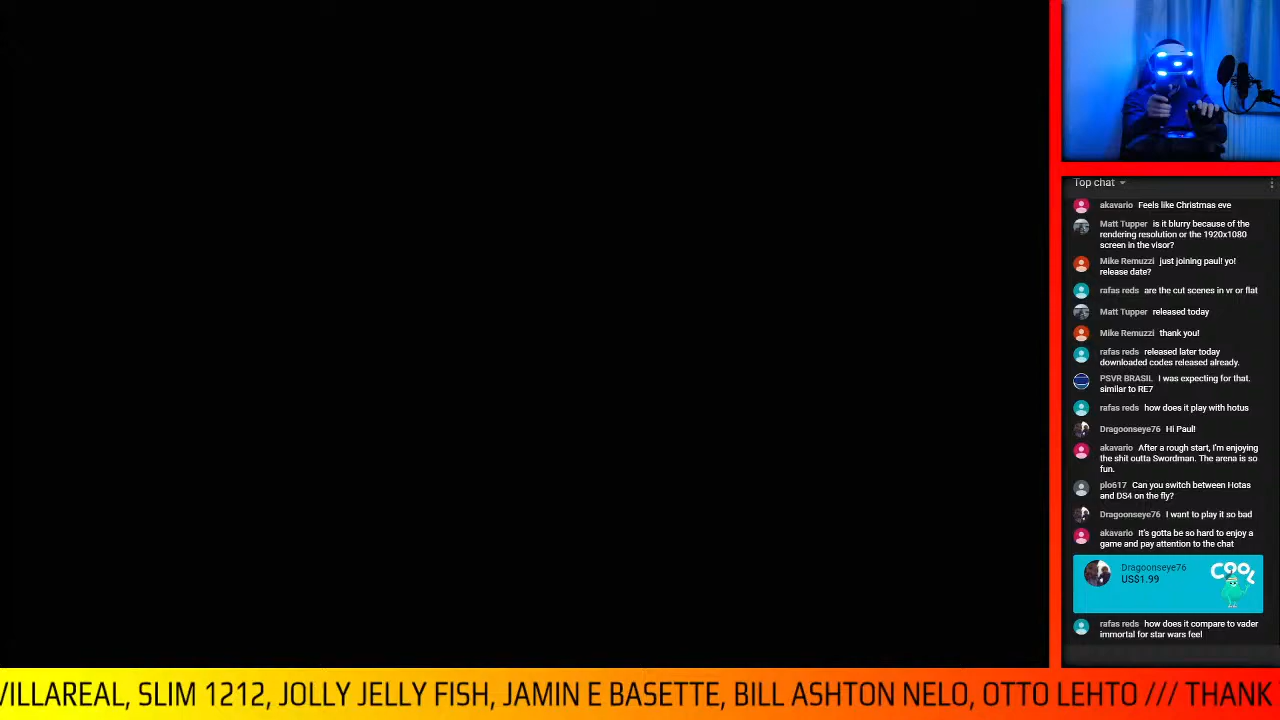 Top chat
akavario Feels like Christmas eve
Matt Tupper is it blurry because of the
rendering resolution or the 1920x1080
screen in the visor?
Mike Remuzzi just joining paul! yo!
release date?
rafas reds are the cut scenes in vr or flat
Matt Tupper released today
Mike Remuzzi thank you!
rafas reds released later today
downloaded codes released already.
PSVR BRASIL I was expecting for that.
similar to RE7
rafas reds how does it play with hotus
Dragoonseye76 Hi Paul!
akavario After a rough start, I'm enjoying
the shit outta Swordman. The arena is so
fun.
plo617 Can you switch between Hotas
and DS4 on the fly?
Dragoonseye76 I want to play it so bad
akavario It's gotta be so hard to enjoy a
game and pay attention to the chat
Dragoonseye76
US$1.99
COOL
rafas reds how does it compare to vader
immortal for star wars feel
VILLAREAL, SLIM 1212, JOLLY JELLY FISH, JAMIN E BASETTE, BILL ASHTON NELO, OTTO LEHTO /// THANK